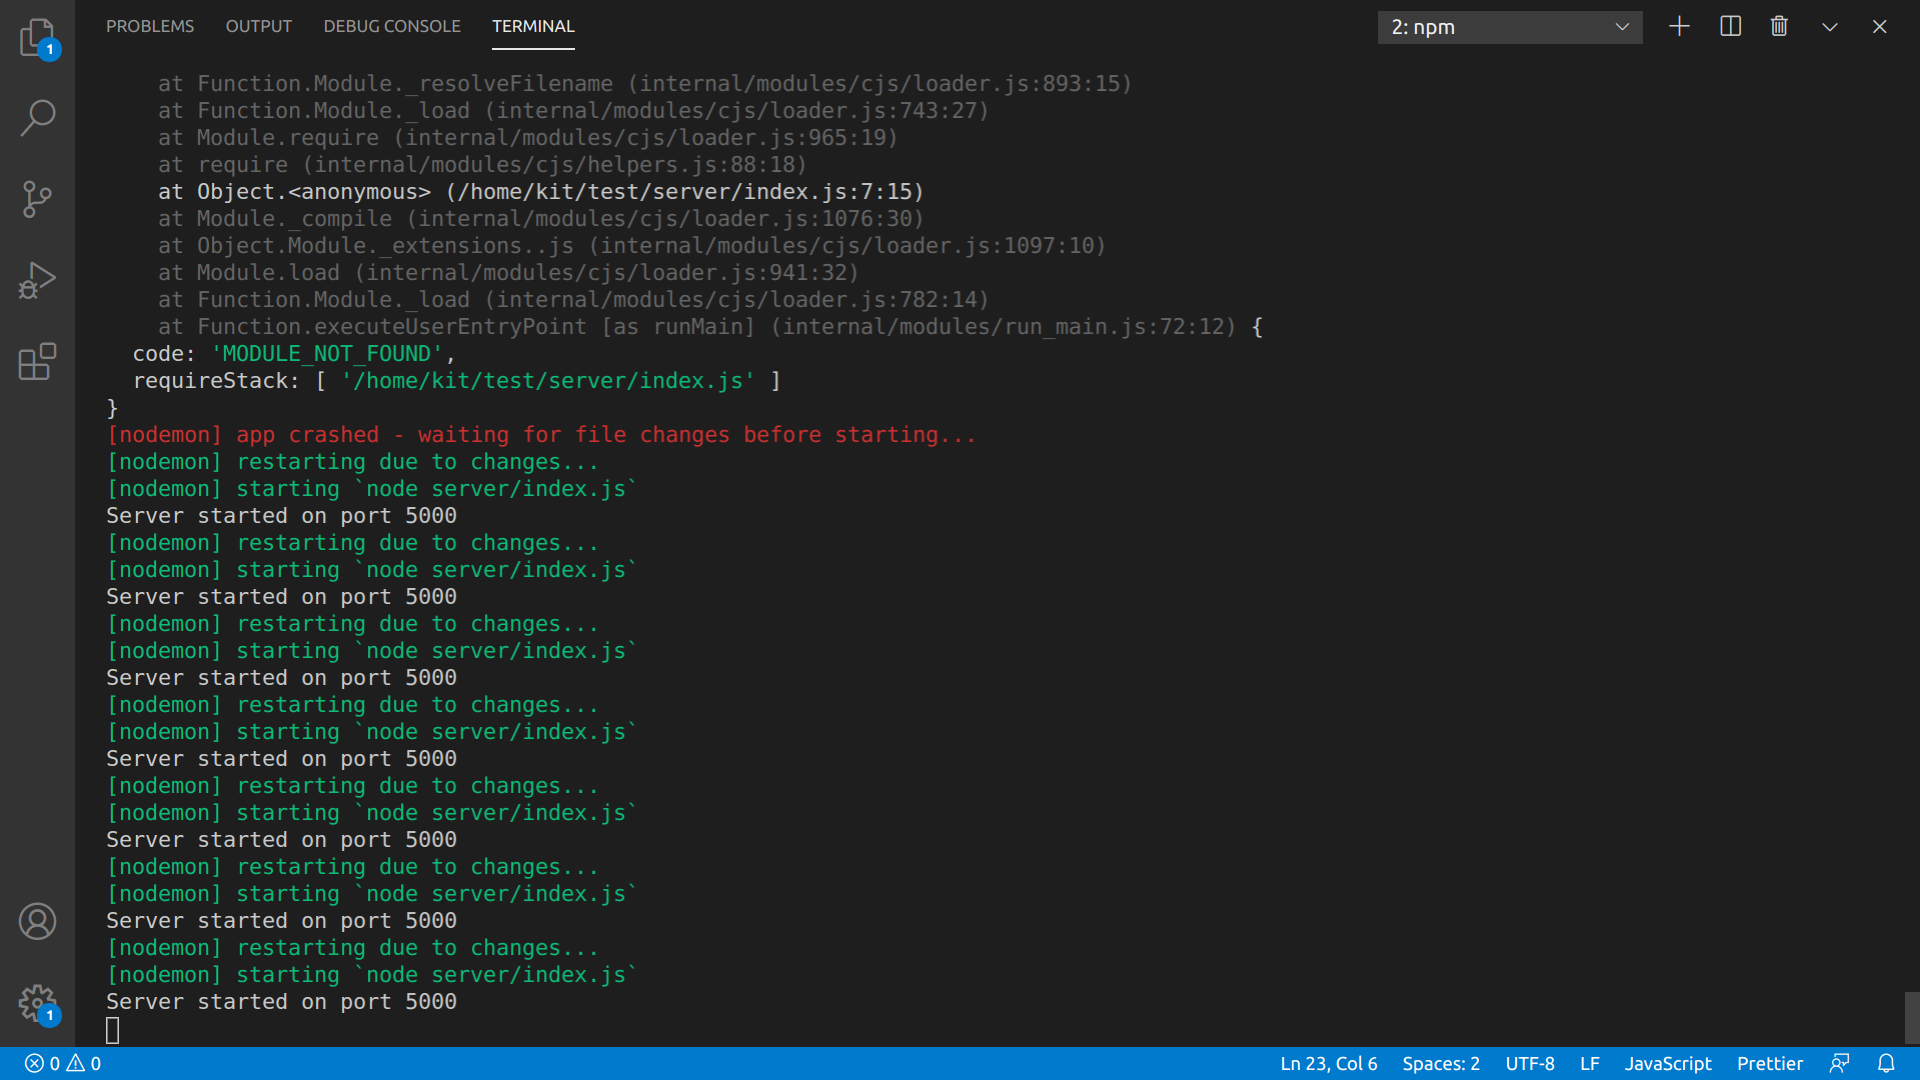 PROBLEMS OUTPUT DEBUG CONSOLE TERMINAL 2: npm
1
at Function.Module._resolveFilename (internal/modules/cjs/loader.js:893:15)
at Function.Module._load (internal/modules/cjs/loader.js:743:27)
at Module.require (internal/modules/cjs/loader.js:965:19)
at require (internal/modules/cjs/helpers.js:88:18)
at Object.<anonymous> (/home/kit/test/server/index.js:7:15)
at Module._compile (internal/modules/cjs/loader.js:1076:30)
at Object.Module._extensions..js (internal/modules/cjs/loader.js:1097:10)
at Module.load (internal/modules/cjs/loader.js:941:32)
at Function.Module._load (internal/modules/cjs/loader.js:782:14)
at Function.executeUserEntryPoint [as runMain] (internal/modules/run_main.js:72:12) {
code: 'MODULE_NOT_FOUND',
requireStack: [ '/home/kit/test/server/index.js' ]
}
[nodemon] app crashed - waiting for file changes before starting...
[nodemon] restarting due to changes...
[nodemon] starting `node server/index.js`
Server started on port 5000
[nodemon] restarting due to changes...
[nodemon] starting `node server/index.js`
Server started on port 5000
[nodemon] restarting due to changes...
[nodemon] starting `node server/index.js`
Server started on port 5000
[nodemon] restarting due to changes...
[nodemon] starting `node server/index.js`
Server started on port 5000
[nodemon] restarting due to changes...
[nodemon] starting `node server/index.js`
Server started on port 5000
[nodemon] restarting due to changes...
[nodemon] starting `node server/index.js`
Server started on port 5000
[nodemon] restarting due to changes...
[nodemon] starting `node server/index.js`
Server started on port 5000
1
0 0 Ln 23, Col 6 Spaces: 2 UTF-8 LF JavaScript Prettier